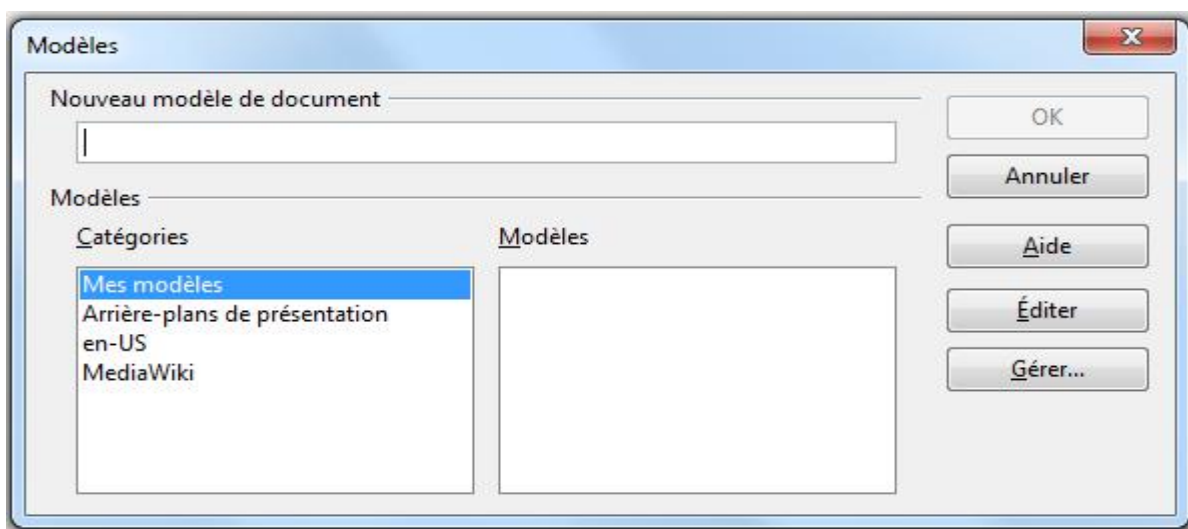 Modèles
Nouveau modèle de document
OK
Annuler
Modèles
Catégories
Modèles
Aide
Mes modèles
Arrière-plans de présentation
en-US
MediaWiki
Éditer
Gérer...